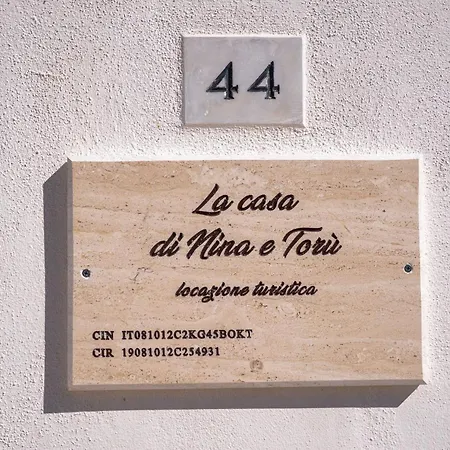 44
La casa
di Nina e Torù
locazione turistica
CIN IT081012C2KG45BOKT
CIR 19081012C254931